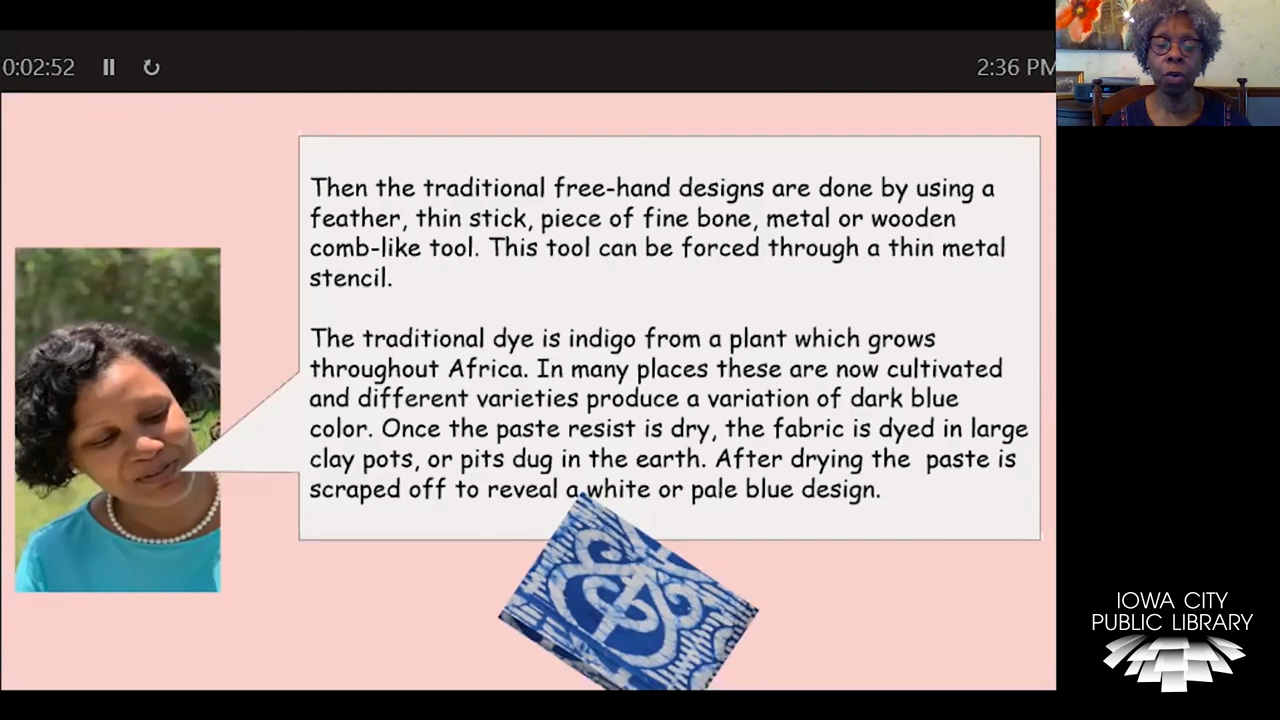 0:02:52
2:36 PM
Then the traditional free-hand designs are done by using a
feather, thin stick, piece of fine bone, metal or wooden
comb-like tool. This tool can be forced through a thin metal
stencil.
The traditional dye is indigo from a plant which grows
throughout Africa. In many places these are now cultivated
and different varieties produce a variation of dark blue
color. Once the paste resist is dry, the fabric is dyed in large
clay pots, or pits dug in the earth. After drying the  paste is
scraped off to reveal a white or pale blue design.
IOWA CITY
PUBLIC LIBRARY